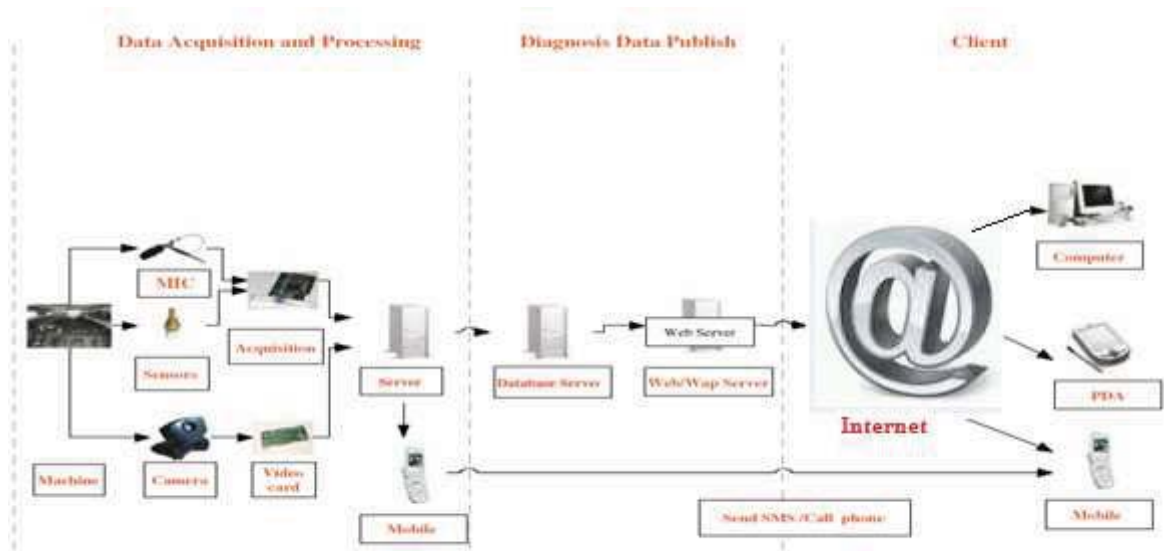 Data Acquisition and Processing
Diagnosis Data Publish
Client
MIC
Sensors
Acquisition
Machine
Camera
Video
card
Server
Mobile
Database Server
Web Server
Web/Wap Server
Internet
Send SMS /Call phone
Computer
PDA
Mobile